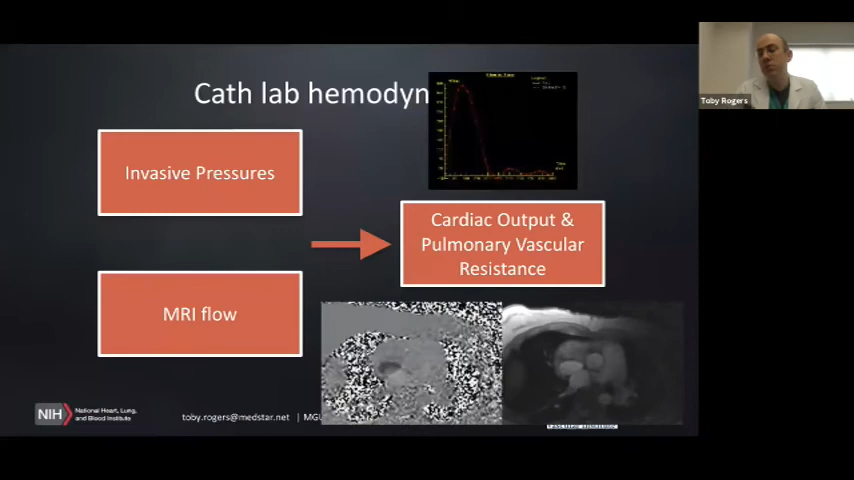 Cath lab hemodyn
Invasive Pressures
Cardiac Output &
Pulmonary Vascular
Resistance
MRI flow
NIH
National Heart, Lung,
and Blood Institute
toby.rogers@medstar.net | MGU
Toby Rogers